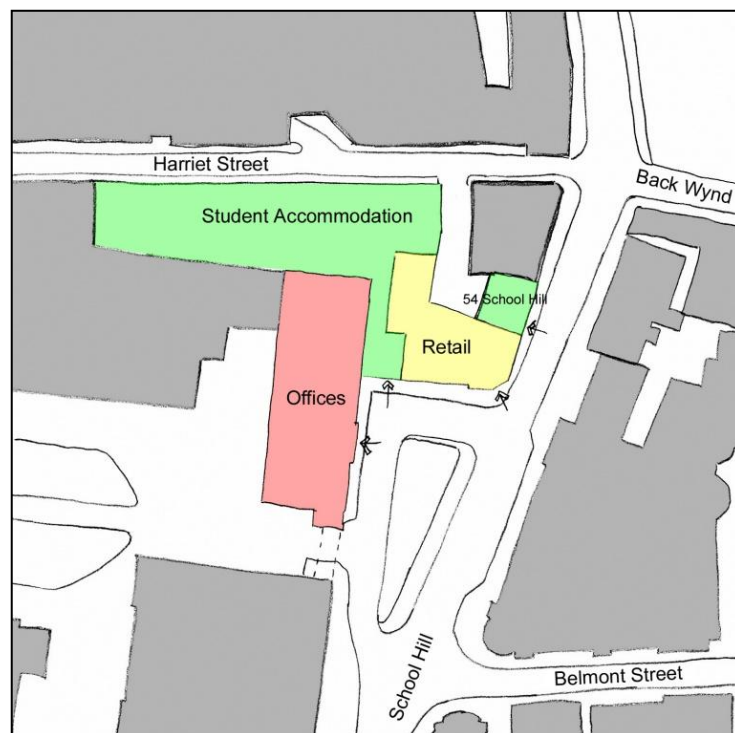 Harriet Street
Back Wynd
Student Accommodation
54 School Hill
Retail
Offices
School Hill
Belmont Street